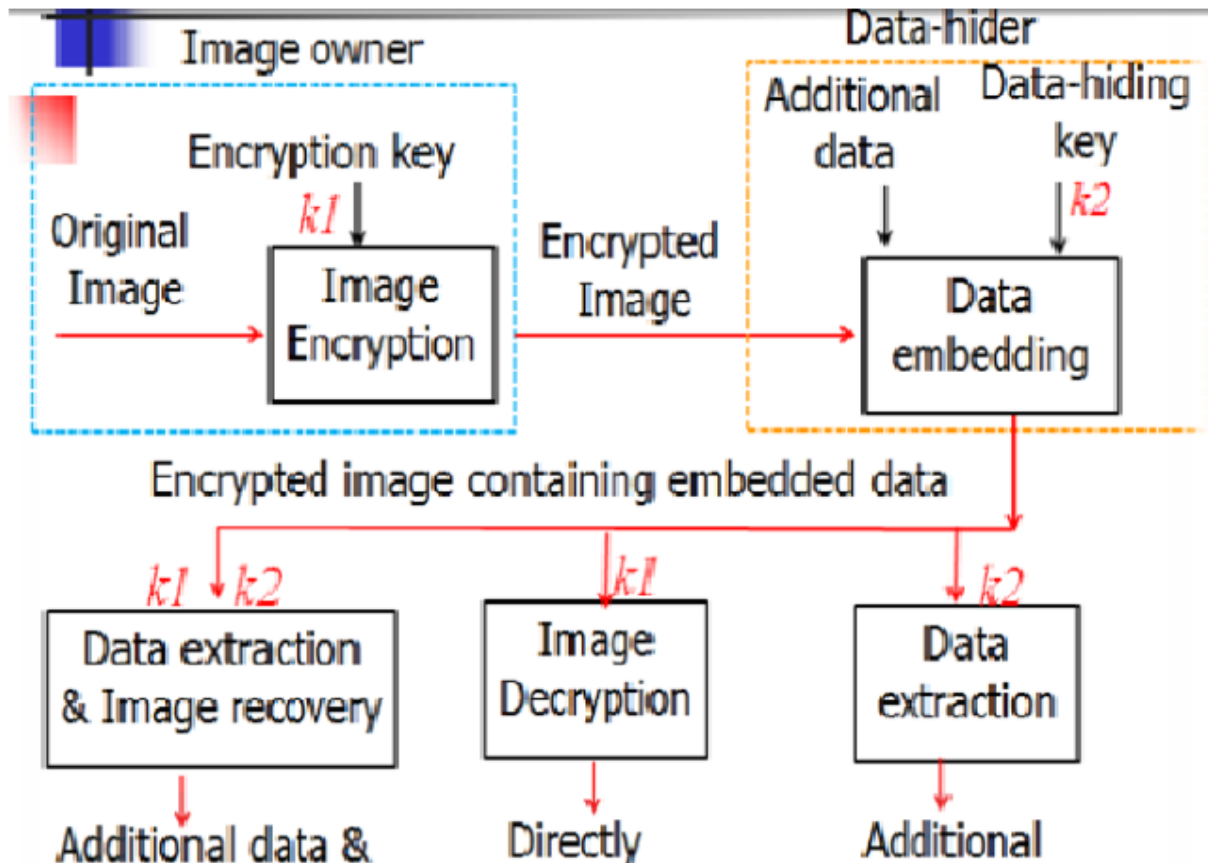 Image owner
Data-hider
Encryption key
k1
Original
Image
Image
Encryption
Encrypted
Image
Additional
data
Data-hiding
key
k2
Data
embedding
Encrypted image containing embedded data
k1 k2
Data extraction
& Image recovery
k1
Image
Decryption
k2
Data
extraction
Additional data &
Directly
Additional